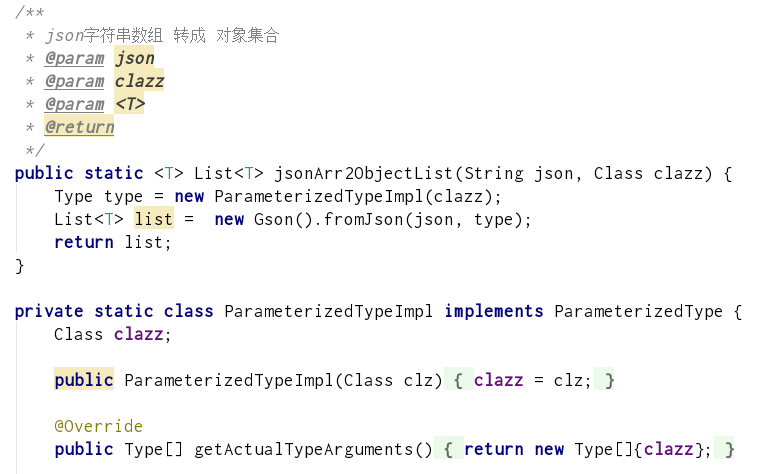 /**
* json字符串数组 转成 对象集合
* @param json
* @param clazz
* @param <T>
* @return
*/
public static <T> List<T> jsonArr2ObjectList(String json, Class clazz) {
Type type = new ParameterizedTypeImpl(clazz);
List<T> list =  new Gson().fromJson(json, type);
return list;
}
private static class ParameterizedTypeImpl implements ParameterizedType {
Class clazz;
public ParameterizedTypeImpl(Class clz) { clazz = clz; }
@Override
public Type[] getActualTypeArguments() { return new Type[]{clazz}; }